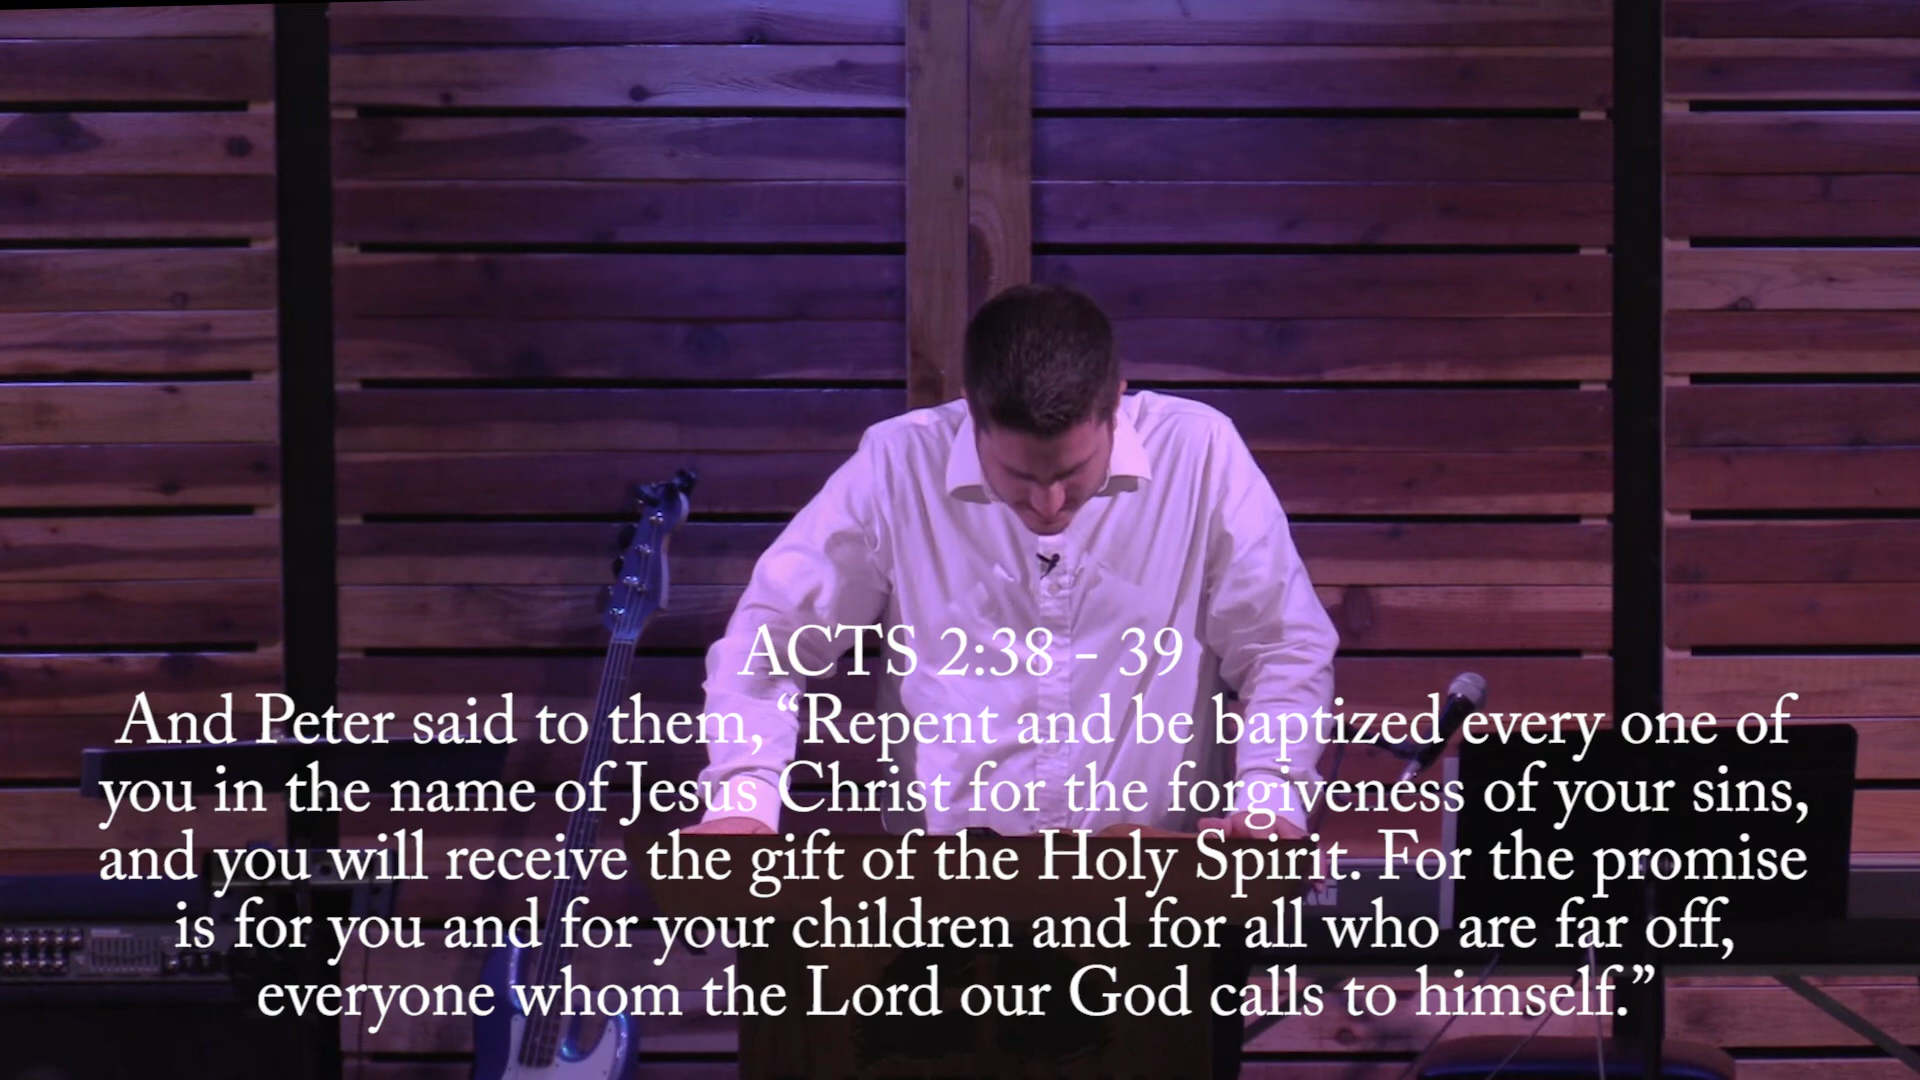 ACTS 2:38 - 39
And Peter said to them, “Repent and be baptized every one of
you in the name of Jesus Christ for the forgiveness of your sins,
and you will receive the gift of the Holy Spirit. For the promise
is for you and for your children and for all who are far off,
everyone whom the Lord our God calls to himself.”